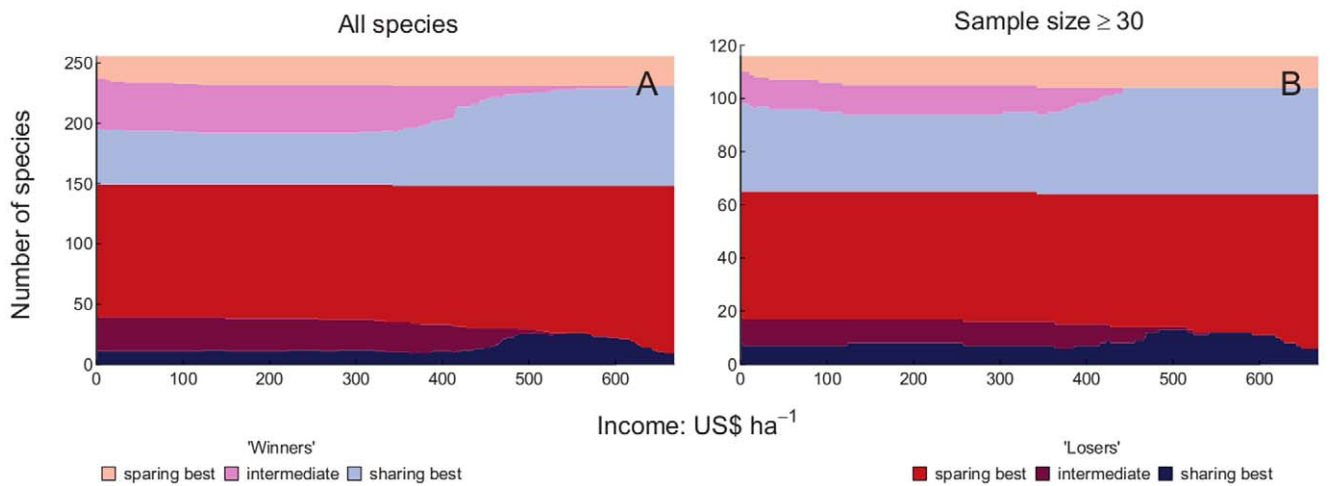 All species
Sample size ≥ 30
A
B
Number of species
250
200
150
100
50
0
120
100
80
60
40
20
0
0 100 200 300 400 500 600
0 100 200 300 400 500 600
Income: US$ ha⁻¹
'Winners'
sparing best intermediate sharing best
'Losers'
sparing best intermediate sharing best